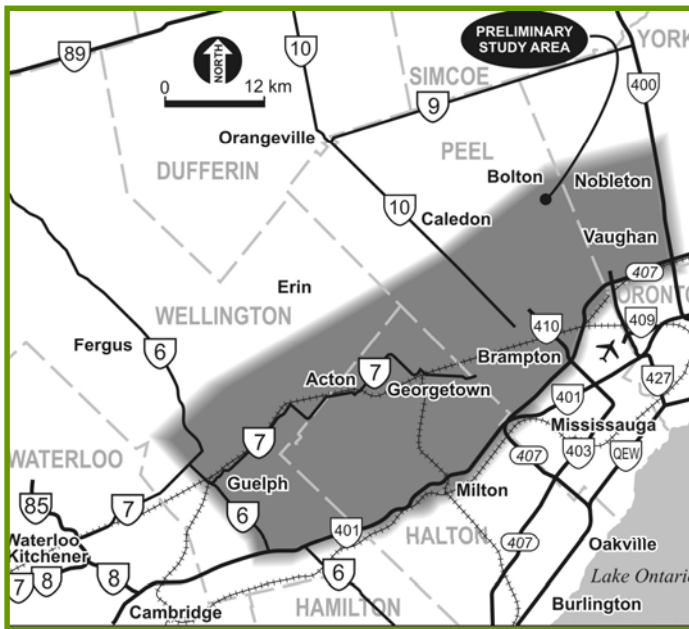 PRELIMINARY
STUDY AREA
YORK
89
10
NORTH
SIMCOE
400
0 12 km
9
Orangeville
PEEL
DUFFERIN
Bolton
Nobleton
10
Caledon
Vaughan
407
Erin
ORONTO
WELLINGTON
410
409
Fergus
6
Brampton
7
Acton
Georgetown
427
401
7
Mississauga
WATERLOO
407
403
QEW
Guelph
Milton
85
6
7
401
HALTON
Waterloo
Kitchener
407
Oakville
7
8
8
6
Lake Ontario
Cambridge
HAMILTON
Burlington